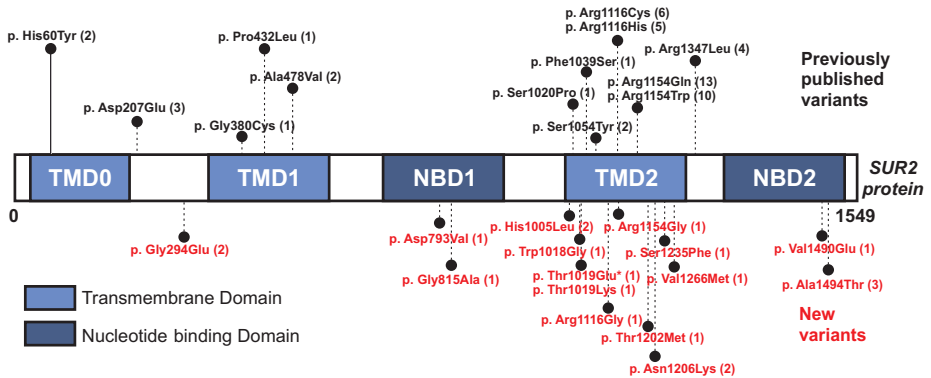 p. Arg1116Cys (6)
p. Arg1116His (5)
p. His60Tyr (2)
p. Pro432Leu (1)
p. Arg1347Leu (4)
p. Phe1039Ser (1)
Previously
published
variants
p. Ala478Val (2)
p. Arg1154Gln (13)
p. Ser1020Pro (1)
p. Arg1154Trp (10)
p. Asp207Glu (3)
p. Gly380Cys (1)
p. Ser1054Tyr (2)
TMD0
TMD1
NBD1
TMD2
NBD2
SUR2
protein
0
1549
p. His1005Leu (2)
p. Arg1154Gly (1)
p. Asp793Val (1)
p. Gly294Glu (2)
p. Trp1018Gly (1)
p. Ser1235Phe (1)
p. Val1490Glu (1)
p. Gly815Ala (1)
p. Thr1019Glu* (1)
p. Val1266Met (1)
p. Ala1494Thr (3)
p. Thr1019Lys (1)
Transmembrane Domain
p. Arg1116Gly (1)
New
variants
Nucleotide binding Domain
p. Thr1202Met (1)
p. Asn1206Lys (2)